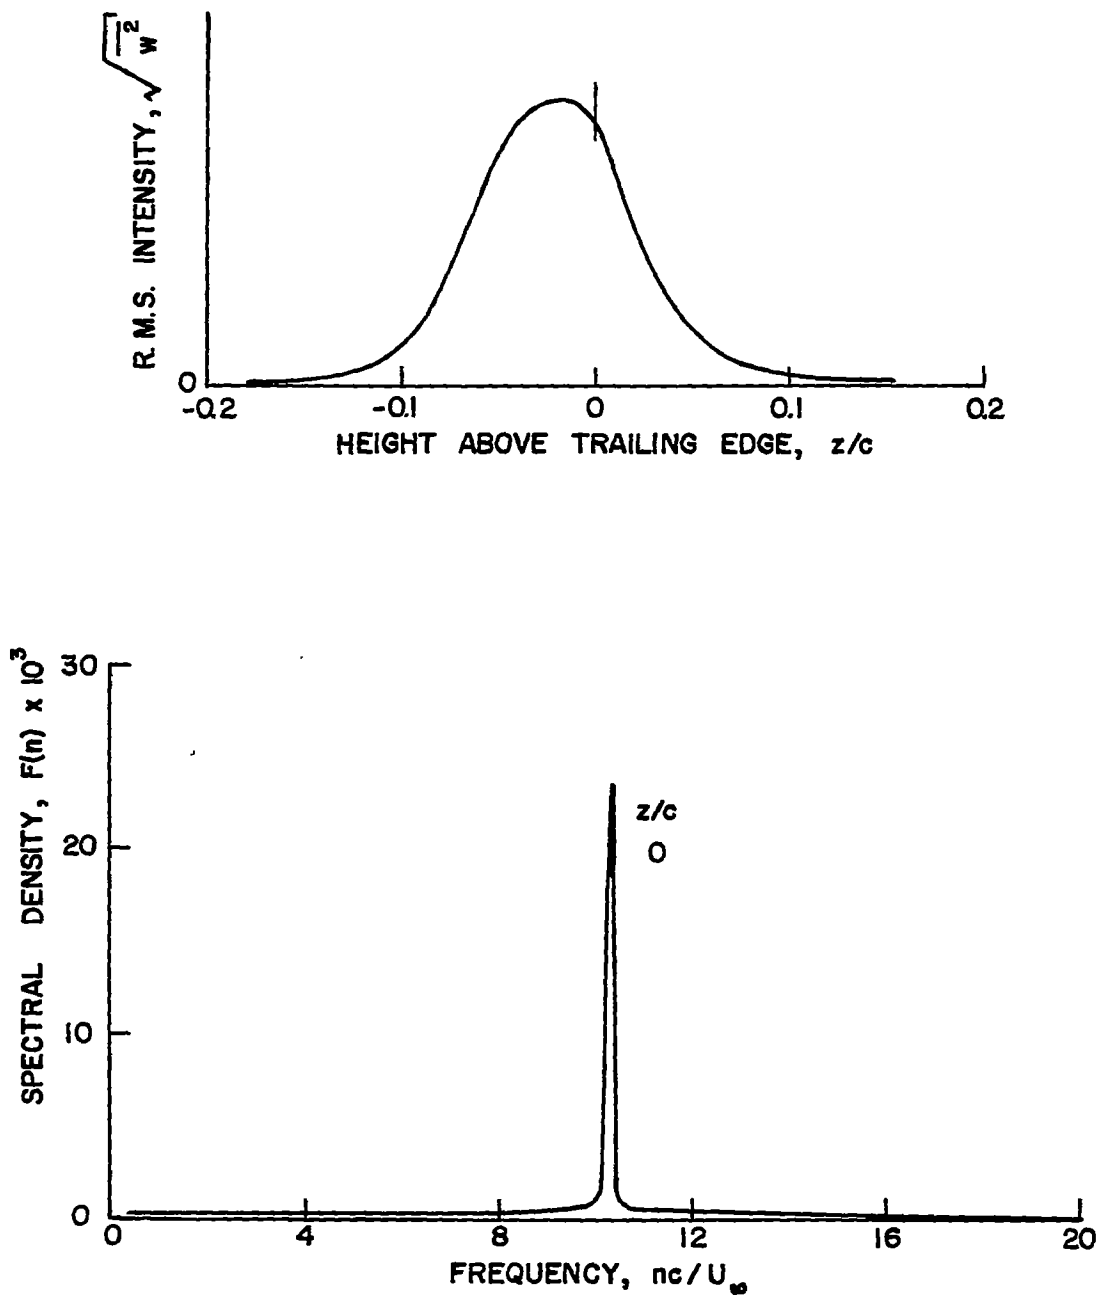 R.M.S. INTENSITY, √w²
0
-0.2 -0.1 0 0.1 0.2
HEIGHT ABOVE TRAILING EDGE, z/c
SPECTRAL DENSITY, F(n) x 10³
30
20
10
0
z/c
0
0 4 8 12 16 20
FREQUENCY, nc/U∞